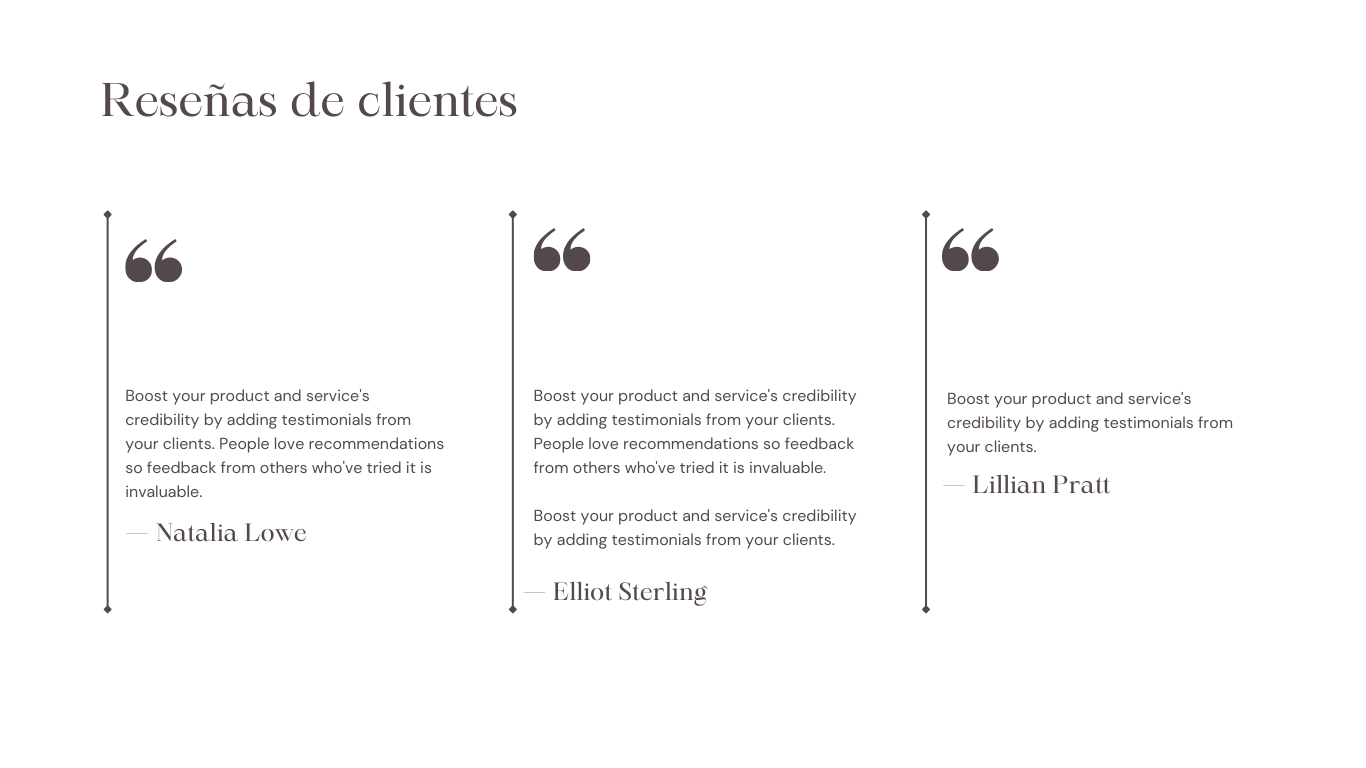 Reseñas de clientes
Boost your product and service's
credibility by adding testimonials from
your clients. People love recommendations
so feedback from others who've tried it is
invaluable.
— Natalia Lowe
Boost your product and service's credibility
by adding testimonials from your clients.
People love recommendations so feedback
from others who've tried it is invaluable.
Boost your product and service's credibility
by adding testimonials from your clients.
— Elliot Sterling
Boost your product and service's
credibility by adding testimonials from
your clients.
— Lillian Pratt